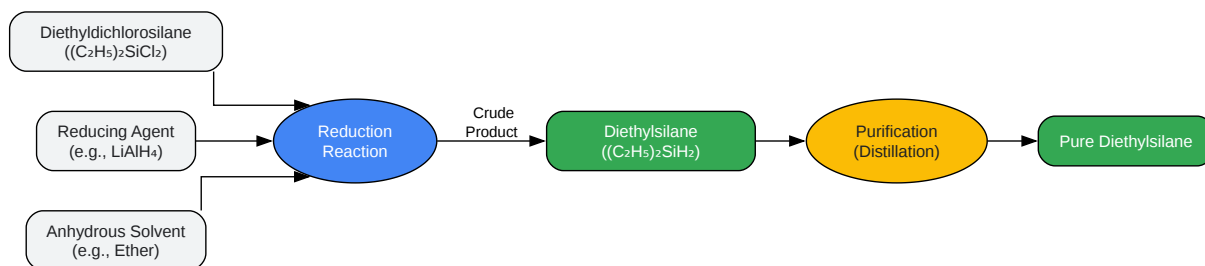 Diethyldichlorosilane
((C₂H₅)₂SiCl₂)
Reducing Agent
(e.g., LiAlH₄)
Anhydrous Solvent
(e.g., Ether)
Reduction
Reaction
Crude
Product
Diethylsilane
((C₂H₅)₂SiH₂)
Purification
(Distillation)
Pure Diethylsilane